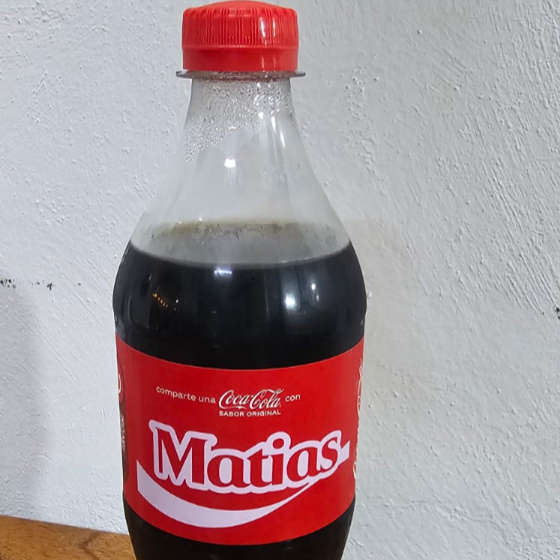 comparte una Coca-Cola con
SABOR ORIGINAL
Matias